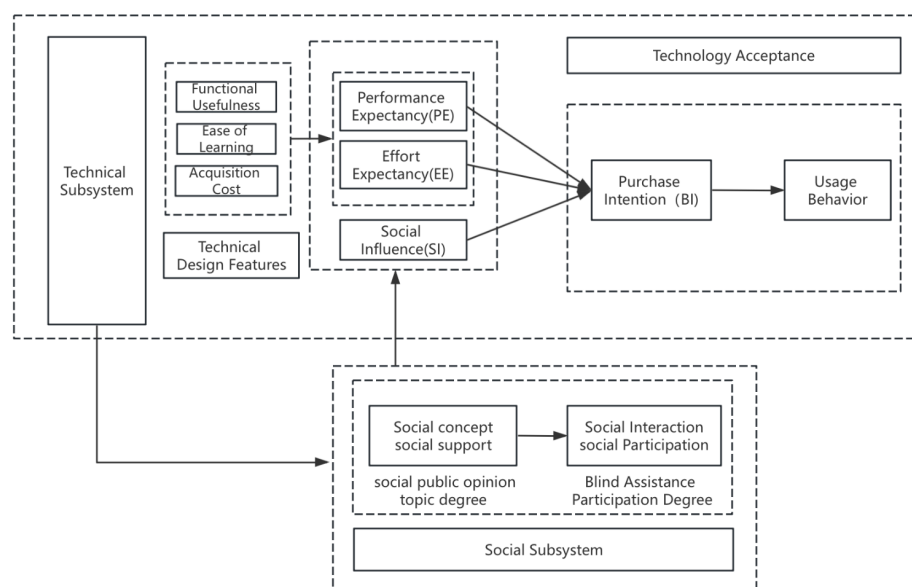 Technical
Subsystem
Functional
Usefulness
Ease of
Learning
Acquisition
Cost
Technical
Design Features
Performance
Expectancy(PE)
Effort
Expectancy(EE)
Social
Influence(SI)
Technology Acceptance
Purchase
Intention（BI）
Usage
Behavior
Social concept
social support
social public opinion
topic degree
Social Interaction
social Participation
Blind Assistance
Participation Degree
Social Subsystem